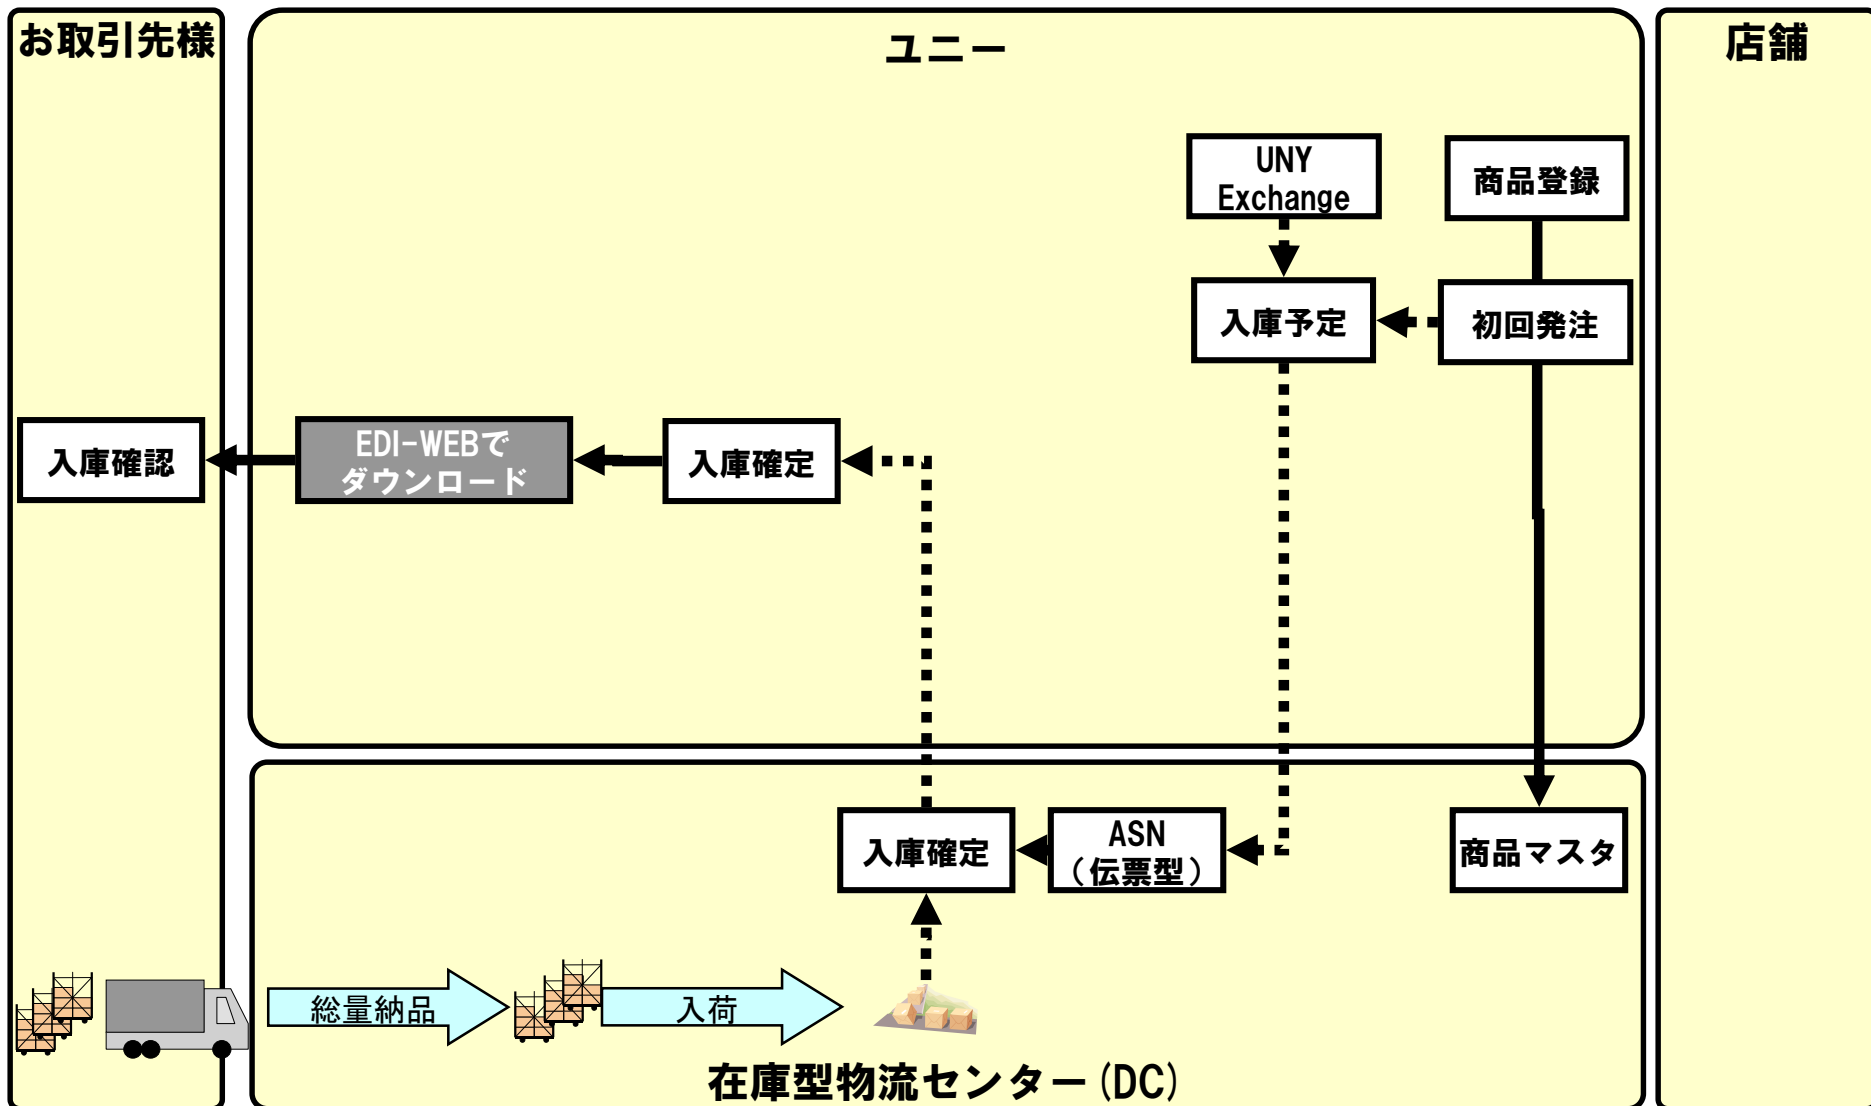 お取引先様
ユニー
店舗
UNY
Exchange
商品登録
入庫予定
初回発注
入庫確認
EDI-WEBで
ダウンロード
入庫確定
入庫確定
ASN
（伝票型）
商品マスタ
総量納品
入荷
在庫型物流センター(DC)